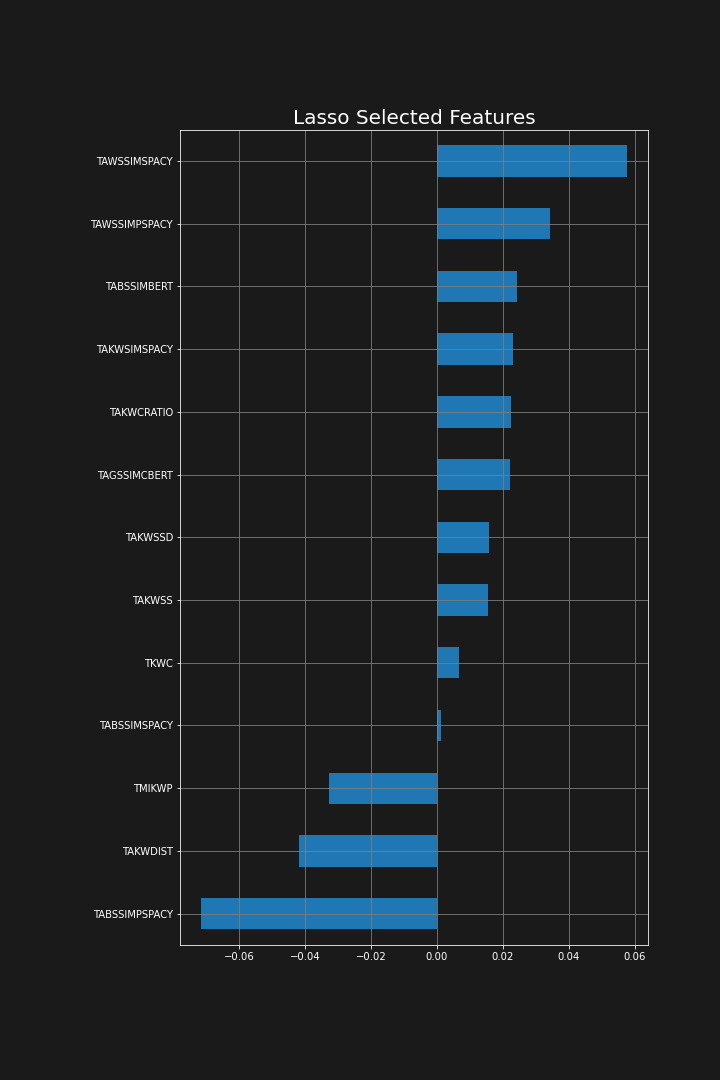 Lasso Selected Features
TAWSSIMSPACY
TAWSSIMPSPACY
TABSSIMBERT
TAKWSIMSPACY
TAKWCRATIO
TAGSSIMCBERT
TAKWSSD
TAKWSS
TKWC
TABSSIMSPACY
TMIKWP
TAKWDIST
TABSSIMPSPACY
−0.06 −0.04 −0.02 0.00 0.02 0.04 0.06